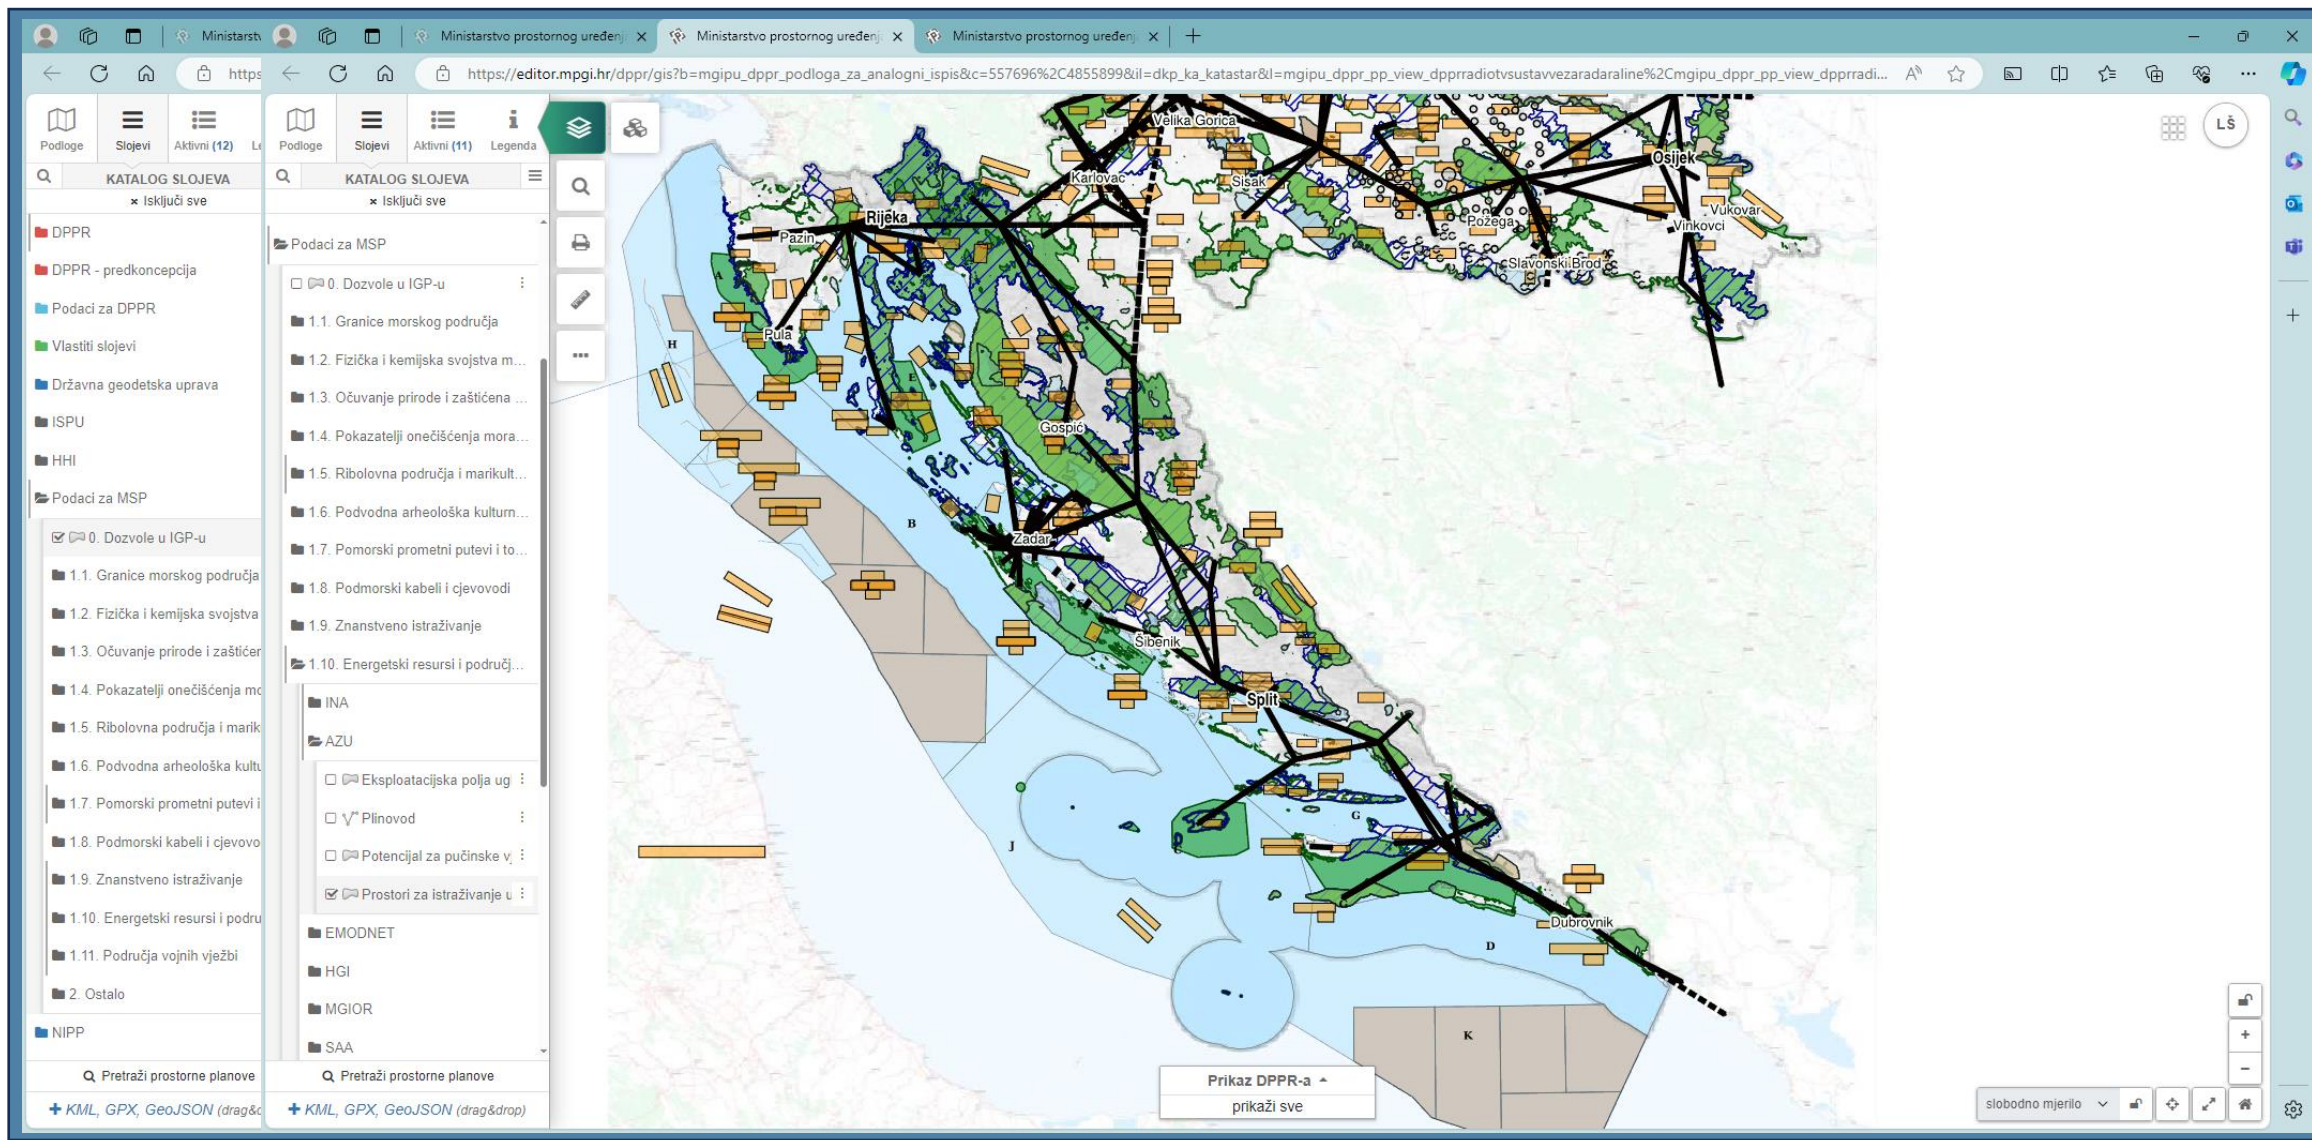 Ministarstv
Ministarstvo prostornog uređenj
Ministarstvo prostornog uređenj
Ministarstvo prostornog uređenj
https
https://editor.mpgi.hr/dppr/gis?b=mgipu_dppr_podloga_za_analogni_ispis&c=557696%2C4855899&il=dkp_ka_katastar&l=mgipu_dppr_pp_view_dpprradiotvsustavvezaradaraline%2Cmgipu_dppr_pp_view_dpprradi...
Podloge
Slojevi
Aktivni (12)
KATALOG SLOJEVA
× Isključi sve
DPPR
DPPR - predkoncepcija
Podaci za DPPR
Vlastiti slojevi
Državna geodetska uprava
ISPU
HHI
Podaci za MSP
0. Dozvole u IGP-u
1.1. Granice morskog područja
1.2. Fizička i kemijska svojstva
1.3. Očuvanje prirode i zaštićer
1.4. Pokazatelji onečišćenja mo
1.5. Ribolovna područja i marik
1.6. Podvodna arheološka kultu
1.7. Pomorski prometni putevi i
1.8. Podmorski kabeli i cjevovo
1.9. Znanstveno istraživanje
1.10. Energetski resursi i podru
1.11. Područja vojnih vježbi
2. Ostalo
NIPP
Pretraži prostorne planove
+ KML, GPX, GeoJSON (drag&d
Podloge
Slojevi
Aktivni (11)
Legenda
KATALOG SLOJEVA
× Isključi sve
Podaci za MSP
0. Dozvole u IGP-u
1.1. Granice morskog područja
1.2. Fizička i kemijska svojstva m...
1.3. Očuvanje prirode i zaštićena ...
1.4. Pokazatelji onečišćenja mora...
1.5. Ribolovna područja i marikult...
1.6. Podvodna arheološka kulturn...
1.7. Pomorski prometni putevi i to...
1.8. Podmorski kabeli i cjevovodi
1.9. Znanstveno istraživanje
1.10. Energetski resursi i područj...
INA
AZU
Eksploatacijska polja ugl
Plinovod
Potencijal za pučinske vj
Prostori za istraživanje u
EMODNET
HGI
MGIOR
SAA
Pretraži prostorne planove
+ KML, GPX, GeoJSON (drag&drop)
LŠ
Velika Gorica
Karlovac
Sisak
Osijek
Vukovar
Požega
Vinkovci
Slavonski Brod
Rijeka
Pazin
A
Pula
H
E
Gospić
B
Zadar
Šibenik
Split
G
J
C
Dubrovnik
D
K
Prikaz DPPR-a
prikaži sve
slobodno mjerilo